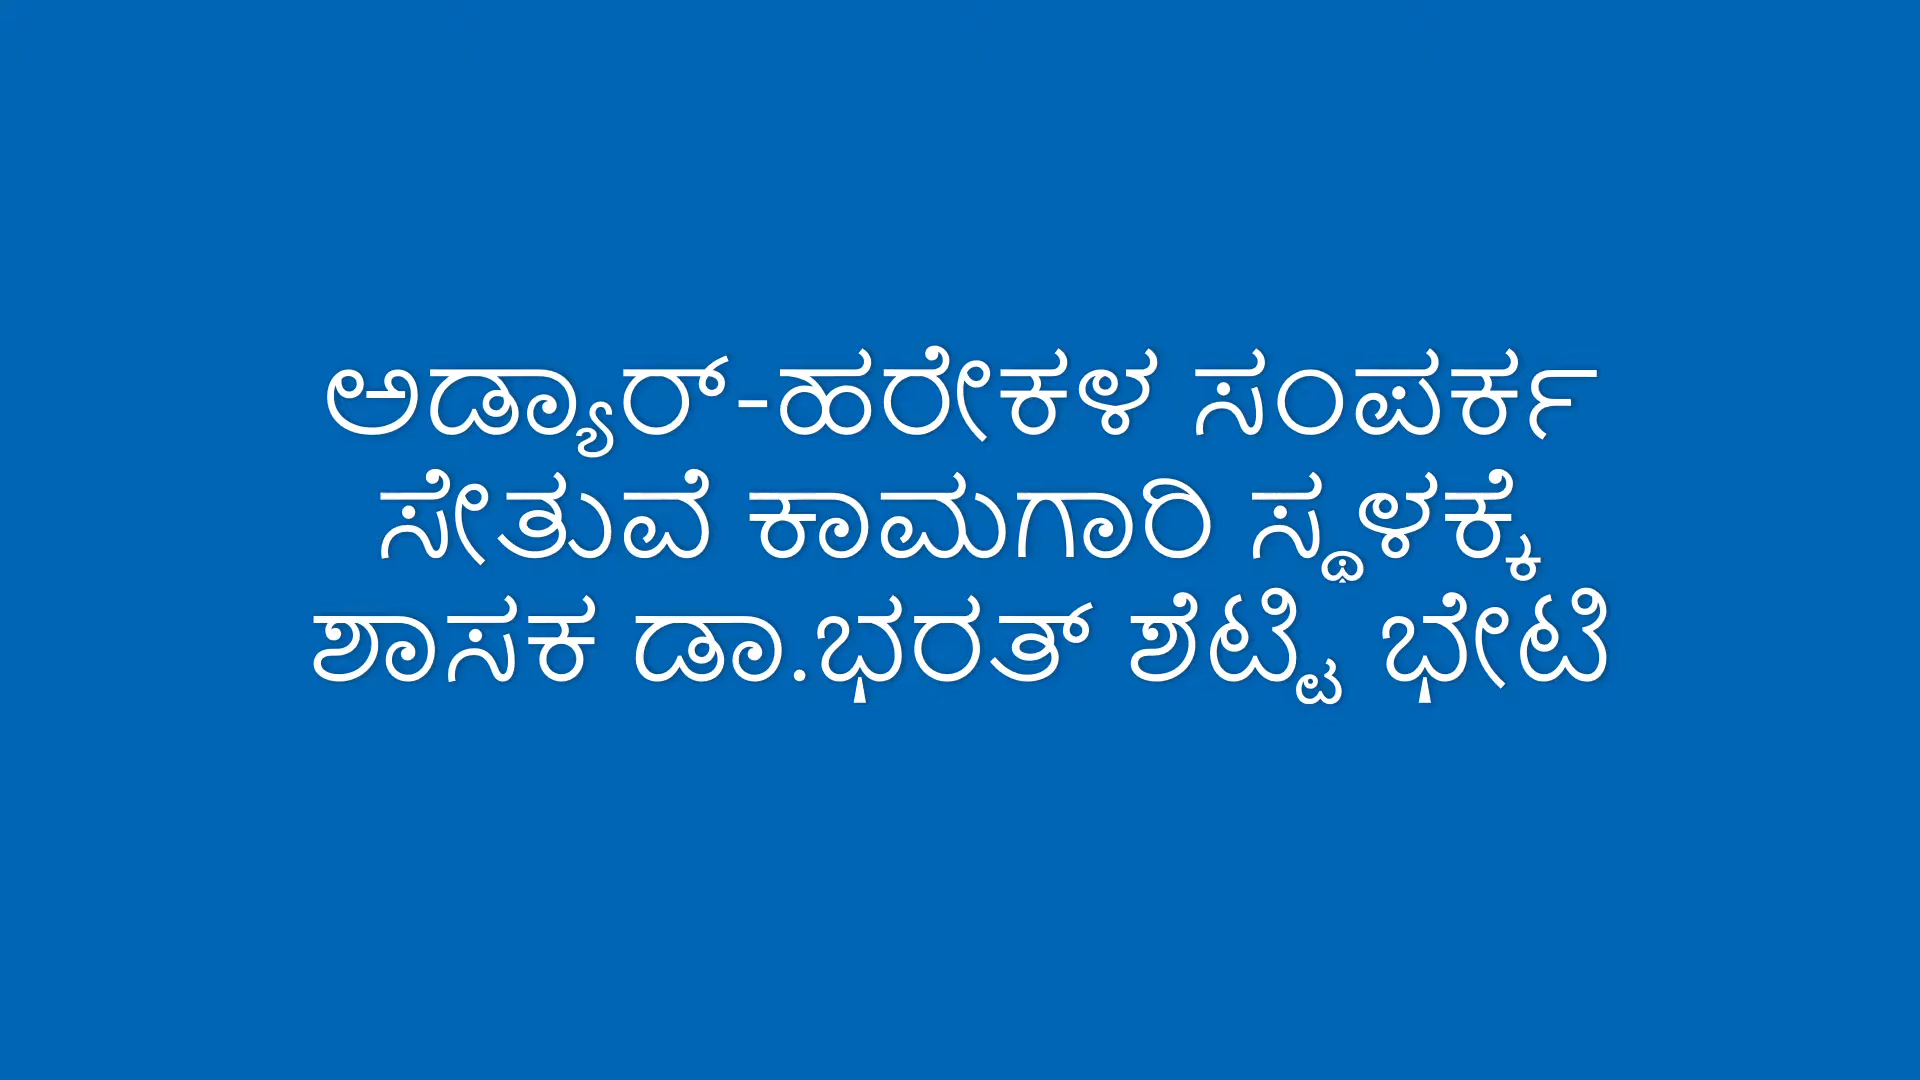 ಅಡ್ಯಾರ್-ಹರೇಕಳ ಸಂಪರ್ಕ
ಸೇತುವೆ ಕಾಮಗಾರಿ ಸ್ಥಳಕ್ಕೆ
ಶಾಸಕ ಡಾ.ಭರತ್ ಶೆಟ್ಟಿ ಭೇಟಿ